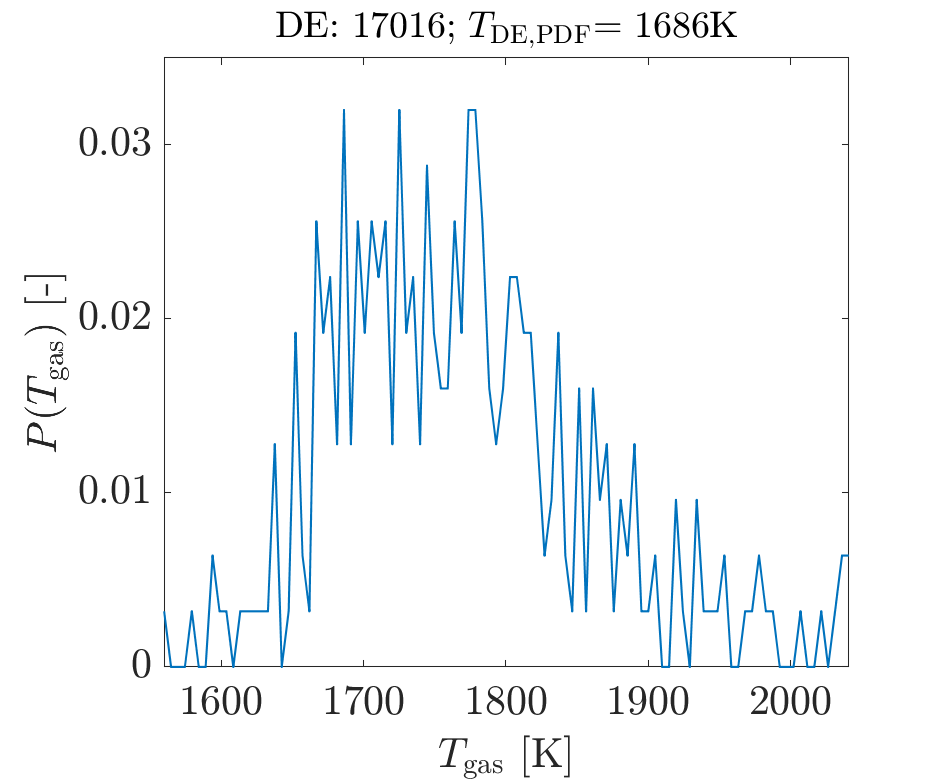 DE: 17016; T_DE,PDF= 1686K
0.03
0.02
0.01
0
P(T_gas) [-]
1600 1700 1800 1900 2000
T_gas [K]